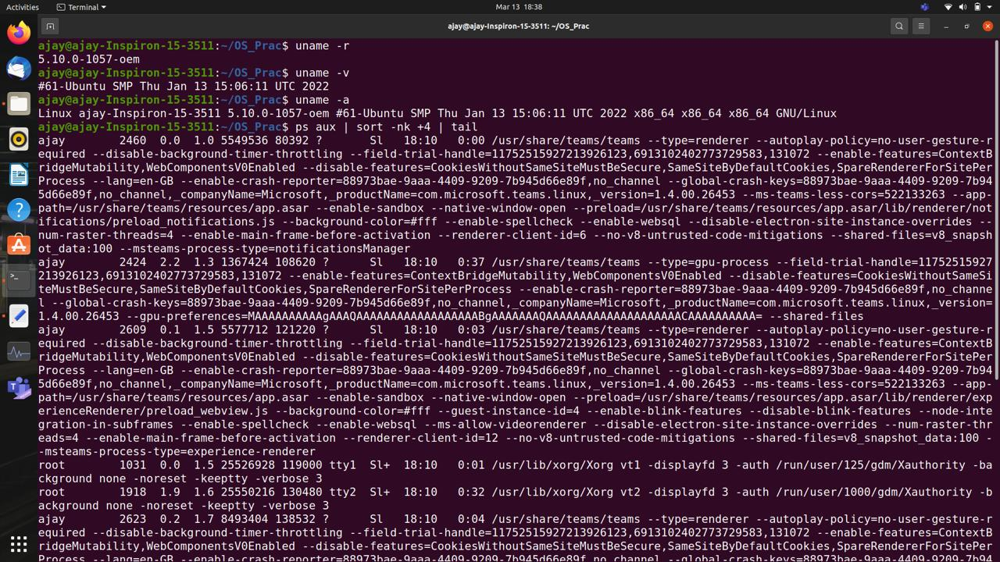 Activities
Terminal
Mar 13 18:38
ajay@ajay-Inspiron-15-3511: ~/OS_Prac
ajay@ajay-Inspiron-15-3511:~/OS_Prac$ uname -r
5.10.0-1057-oem
ajay@ajay-Inspiron-15-3511:~/OS_Prac$ uname -v
#61-Ubuntu SMP Thu Jan 13 15:06:11 UTC 2022
ajay@ajay-Inspiron-15-3511:~/OS_Prac$ uname -a
Linux ajay-Inspiron-15-3511 5.10.0-1057-oem #61-Ubuntu SMP Thu Jan 13 15:06:11 UTC 2022 x86_64 x86_64 x86_64 GNU/Linux
ajay@ajay-Inspiron-15-3511:~/OS_Prac$ ps aux | sort -nk +4 | tail
ajay 2460 0.0 1.0 5549536 80392 ? Sl 18:10 0:00 /usr/share/teams/teams --type=renderer --autoplay-policy=no-user-gesture-r
equired --disable-background-timer-throttling --field-trial-handle=11752515927213926123,6913102402773729583,131072 --enable-features=ContextB
ridgeMutability,WebComponentsV0Enabled --disable-features=CookiesWithoutSameSiteMustBeSecure,SameSiteByDefaultCookies,SpareRendererForSitePer
Process --lang=en-GB --enable-crash-reporter=88973bae-9aaa-4409-9209-7b945d66e89f,no_channel --global-crash-keys=88973bae-9aaa-4409-9209-7b94
5d66e89f,no_channel,_companyName=Microsoft,_productName=com.microsoft.teams.linux,_version=1.4.00.26453 --ms-teams-less-cors=522133263 --app-
path=/usr/share/teams/resources/app.asar --enable-sandbox --native-window-open --preload=/usr/share/teams/resources/app.asar/lib/renderer/not
ifications/preload_notifications.js --background-color=#fff --enable-spellcheck --enable-websql --disable-electron-site-instance-overrides --
num-raster-threads=4 --enable-main-frame-before-activation --renderer-client-id=6 --no-v8-untrusted-code-mitigations --shared-files=v8_snapsh
ot_data:100 --msteams-process-type=notificationsManager
ajay 2424 2.2 1.3 1367424 108620 ? Sl 18:10 0:37 /usr/share/teams/teams --type=gpu-process --field-trial-handle=11752515927
213926123,6913102402773729583,131072 --enable-features=ContextBridgeMutability,WebComponentsV0Enabled --disable-features=CookiesWithoutSameSi
teMustBeSecure,SameSiteByDefaultCookies,SpareRendererForSitePerProcess --enable-crash-reporter=88973bae-9aaa-4409-9209-7b945d66e89f,no_channe
l --global-crash-keys=88973bae-9aaa-4409-9209-7b945d66e89f,no_channel,_companyName=Microsoft,_productName=com.microsoft.teams.linux,_version=
1.4.00.26453 --gpu-preferences=MAAAAAAAAAAgAAAQAAAAAAAAAAAAAAAAAABgAAAAAAAQAAAAAAAAAAAAAAAAAAAACAAAAAAAAAA= --shared-files
ajay 2609 0.1 1.5 5577712 121220 ? Sl 18:10 0:03 /usr/share/teams/teams --type=renderer --autoplay-policy=no-user-gesture-r
equired --disable-background-timer-throttling --field-trial-handle=11752515927213926123,6913102402773729583,131072 --enable-features=ContextB
ridgeMutability,WebComponentsV0Enabled --disable-features=CookiesWithoutSameSiteMustBeSecure,SameSiteByDefaultCookies,SpareRendererForSitePer
Process --lang=en-GB --enable-crash-reporter=88973bae-9aaa-4409-9209-7b945d66e89f,no_channel --global-crash-keys=88973bae-9aaa-4409-9209-7b94
5d66e89f,no_channel,_companyName=Microsoft,_productName=com.microsoft.teams.linux,_version=1.4.00.26453 --ms-teams-less-cors=522133263 --app-
path=/usr/share/teams/resources/app.asar --enable-sandbox --native-window-open --preload=/usr/share/teams/resources/app.asar/lib/renderer/exp
erienceRenderer/preload_webview.js --background-color=#fff --guest-instance-id=4 --enable-blink-features --disable-blink-features --node-inte
gration-in-subframes --enable-spellcheck --enable-websql --ms-allow-videorenderer --disable-electron-site-instance-overrides --num-raster-thr
eads=4 --enable-main-frame-before-activation --renderer-client-id=12 --no-v8-untrusted-code-mitigations --shared-files=v8_snapshot_data:100 -
-msteams-process-type=experience-renderer
root 1031 0.0 1.5 25526928 119000 tty1 Sl+ 18:10 0:01 /usr/lib/xorg/Xorg vt1 -displayfd 3 -auth /run/user/125/gdm/Xauthority -ba
ckground none -noreset -keeptty -verbose 3
root 1918 1.9 1.6 25550216 130480 tty2 Sl+ 18:10 0:32 /usr/lib/xorg/Xorg vt2 -displayfd 3 -auth /run/user/1000/gdm/Xauthority -b
ackground none -noreset -keeptty -verbose 3
ajay 2623 0.2 1.7 8493404 138532 ? Sl 18:10 0:04 /usr/share/teams/teams --type=renderer --autoplay-policy=no-user-gesture-r
equired --disable-background-timer-throttling --field-trial-handle=11752515927213926123,6913102402773729583,131072 --enable-features=ContextB
ridgeMutability,WebComponentsV0Enabled --disable-features=CookiesWithoutSameSiteMustBeSecure,SameSiteByDefaultCookies,SpareRendererForSitePer
Process --lang=en-GB --enable-crash-reporter=88973bae-9aaa-4409-9209-7b945d66e89f,no_channel --global-crash-keys=88973bae-9aaa-4409-9209-7b94